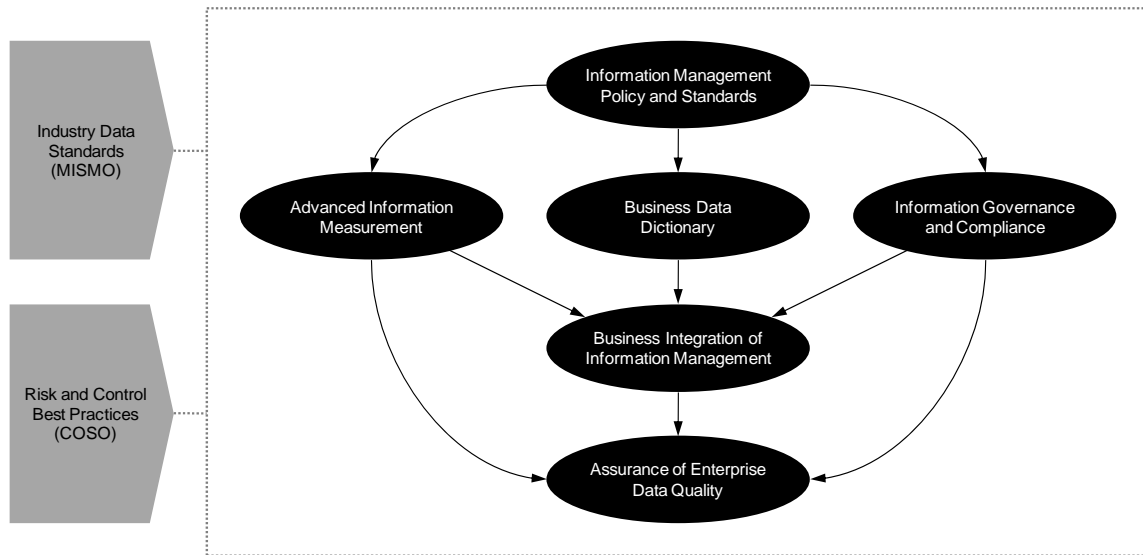 Information Management
Policy and Standards
Industry Data
Standards
(MISMO)
Advanced Information
Measurement
Business Data
Dictionary
Information Governance
and Compliance
Business Integration of
Information Management
Risk and Control
Best Practices
(COSO)
Assurance of Enterprise
Data Quality